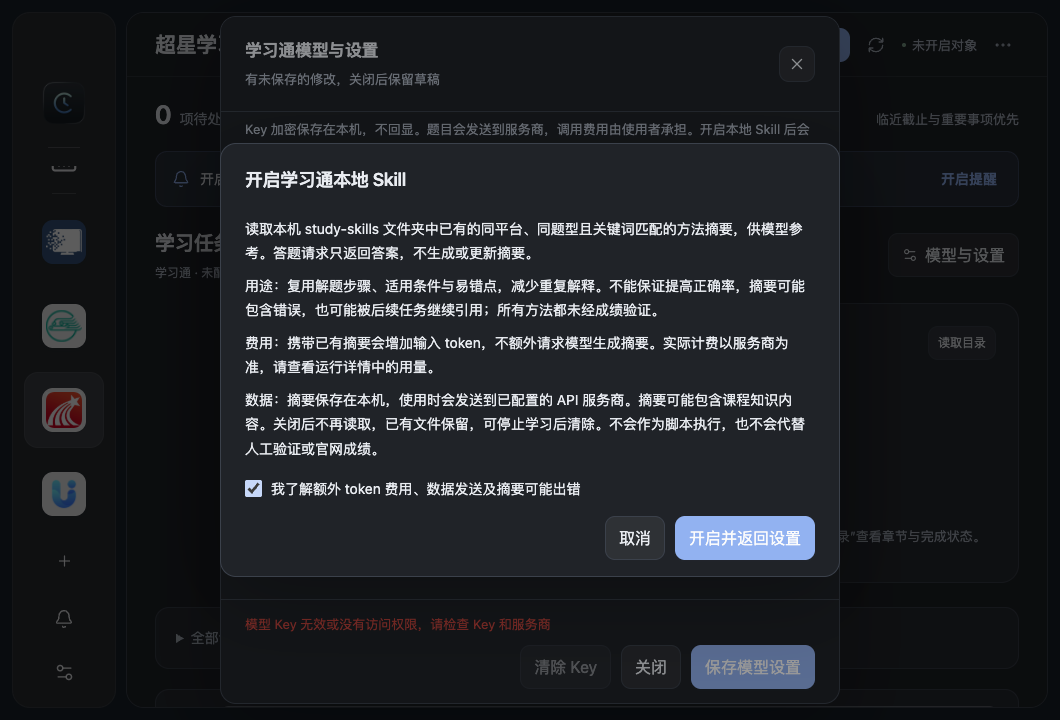 超星学
学习通模型与设置
有未保存的修改，关闭后保留草稿
• 未开启对象
0 项待处
临近截止与重要事项优先
Key 加密保存在本机，不回显。题目会发送到服务商，调用费用由使用者承担。开启本地 Skill 后会
开启学习通本地 Skill
开启提醒
读取本机 study-skills 文件夹中已有的同平台、同题型且关键词匹配的方法摘要，供模型参
考。答题请求只返回答案，不生成或更新摘要。
学习任
学习通 · 未
模型与设置
用途：复用解题步骤、适用条件与易错点，减少重复解释。不能保证提高正确率，摘要可能
包含错误，也可能被后续任务继续引用；所有方法都未经成绩验证。
费用：携带已有摘要会增加输入 token，不额外请求模型生成摘要。实际计费以服务商为
准，请查看运行详情中的用量。
读取目录
数据：摘要保存在本机，使用时会发送到已配置的 API 服务商。摘要可能包含课程知识内
容。关闭后不再读取，已有文件保留，可停止学习后清除。不会作为脚本执行，也不会代替
人工验证或官网成绩。
我了解额外 token 费用、数据发送及摘要可能出错
取消
开启并返回设置
录”查看章节与完成状态。
模型 Key 无效或没有访问权限，请检查 Key 和服务商
全部
清除 Key
关闭
保存模型设置